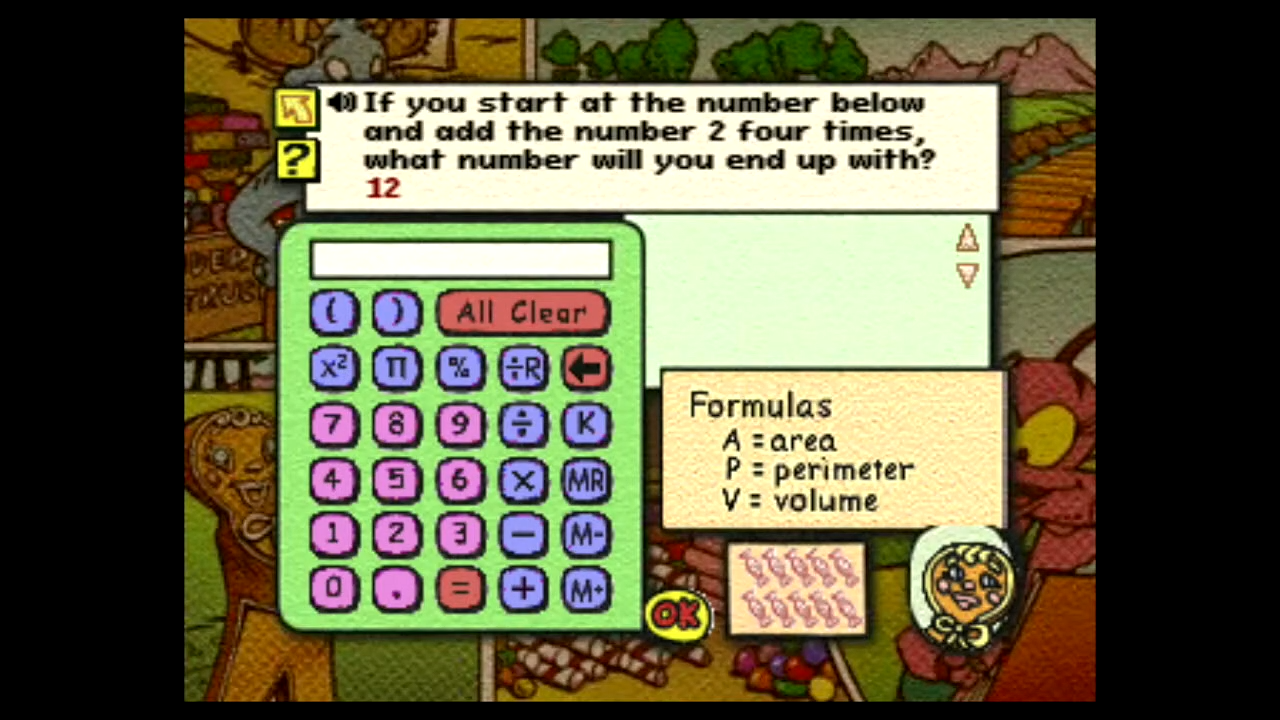 If you start at the number below
and add the number 2 four times,
what number will you end up with?
12
?
( ) All Clear
x² π % ÷R ←
7 8 9 ÷ K
4 5 6 × MR
1 2 3 − M-
0 . = + M+
Formulas
A = area
P = perimeter
V = volume
OK